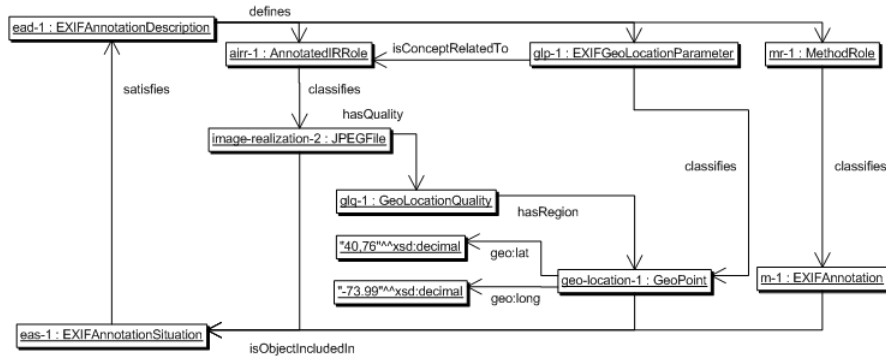 defines
ead-1 : EXIFAnnotationDescription
airr-1 : AnnotatedIRRole
isConceptRelatedTo
glp-1 : EXIFGeoLocationParameter
mr-1 : MethodRole
satisfies
classifies
hasQuality
image-realization-2 : JPEGFile
classifies
classifies
glq-1 : GeoLocationQuality
hasRegion
"40,76"^^xsd:decimal
geo:lat
geo-location-1 : GeoPoint
m-1 : EXIFAnnotation
"-73.99"^^xsd:decimal
geo:long
eas-1 : EXIFAnnotationSituation
isObjectIncludedIn